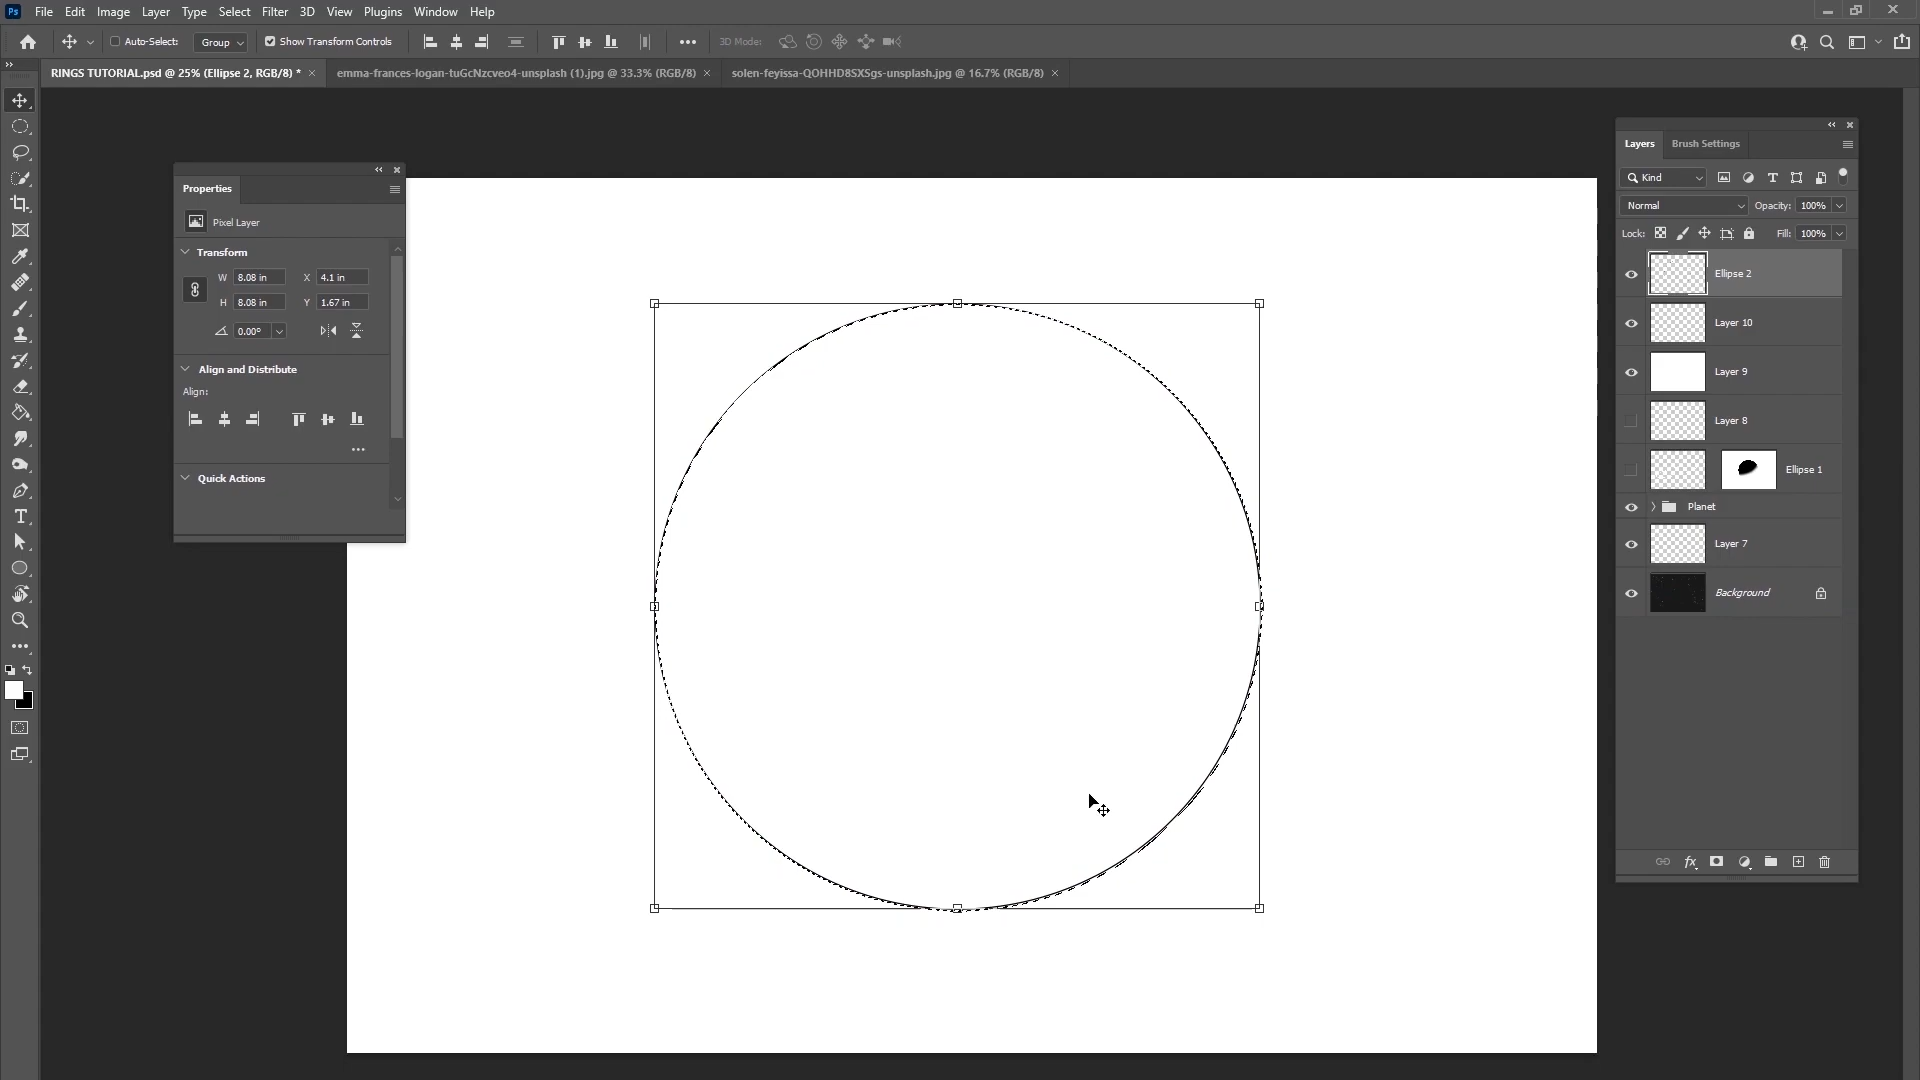 Ps File Edit Image Layer Type Select Filter 3D View Plugins Window Help
Auto-Select: Group Show Transform Controls 3D Mode:
RINGS TUTORIAL.psd @ 25% (Ellipse 2, RGB/8) * × emma-frances-logan-tuGcNzcveo4-unsplash (1).jpg @ 33.3% (RGB/8) × solen-feyissa-QOHHD8SXSgs-unsplash.jpg @ 16.7% (RGB/8) ×
Properties
Pixel Layer
Transform
W 8.08 in X 4.1 in
H 8.08 in Y 1.67 in
0.00°
Align and Distribute
Align:
Quick Actions
Layers Brush Settings
Kind
Normal Opacity: 100%
Lock: Fill: 100%
Ellipse 2
Layer 10
Layer 9
Layer 8
Ellipse 1
Planet
Layer 7
Background
fx